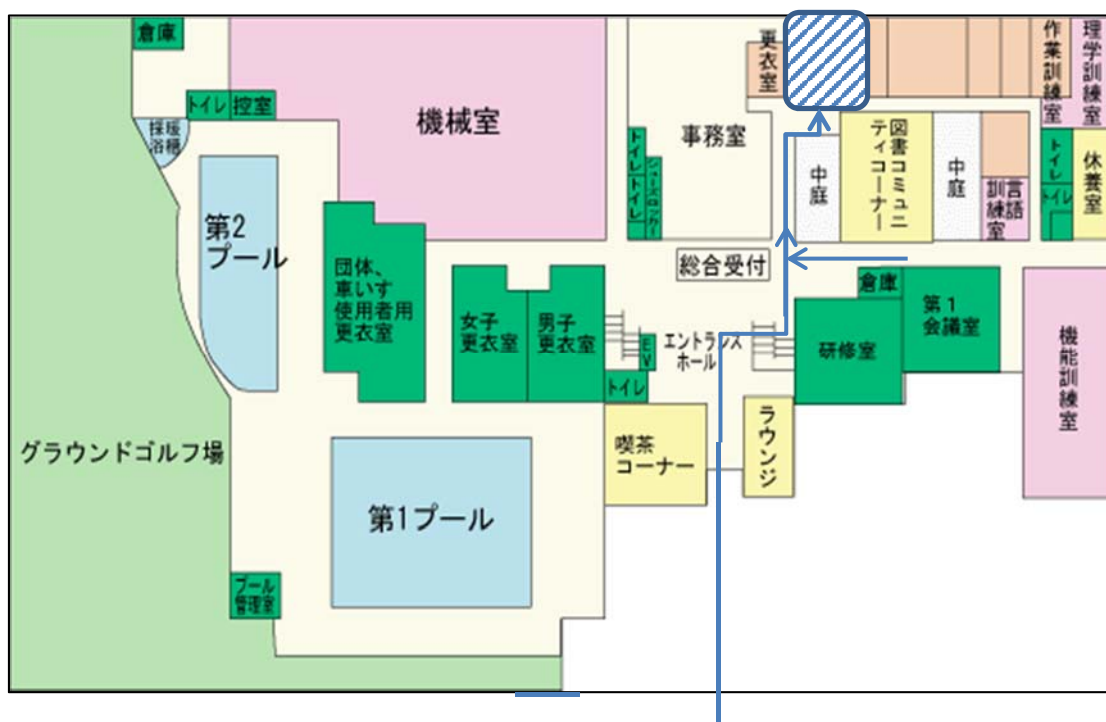 倉庫
トイレ
控室
採暖
浴槽
第2
プール
機械室
団体、
車いす
使用者用
更衣室
女子
更衣室
男子
更衣室
グラウンドゴルフ場
第1プール
プール
管理室
トイレ
トイレ
シューズロッカー
事務室
更衣室
総合受付
エントランス
ホール
EV
トイレ
喫茶
コーナー
ラウンジ
中庭
図書コミュニ
ティコーナー
中庭
言語
訓練室
作業訓練室
理学訓練室
トイレ
トイレ
休養室
倉庫
研修室
第1
会議室
機能訓練室